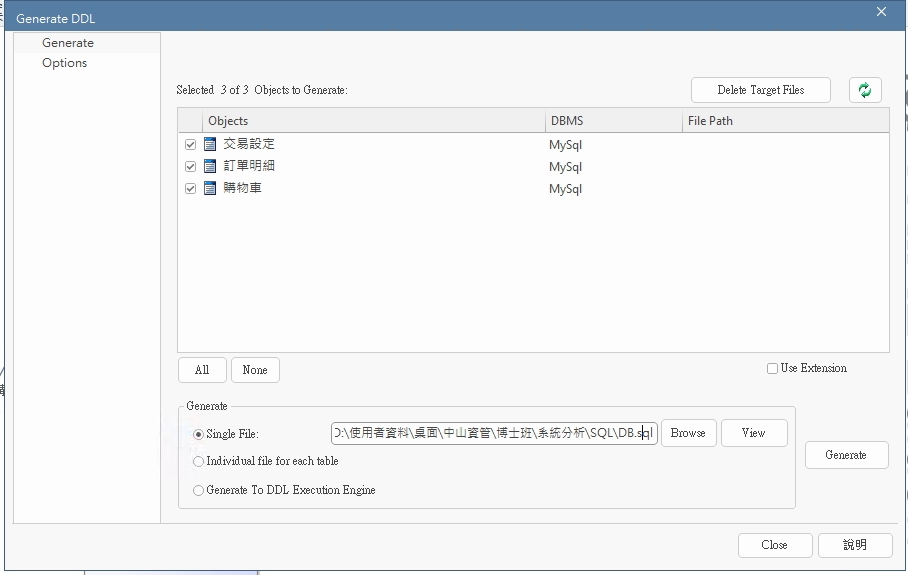 Generate DDL
Generate
Options
Selected 3 of 3 Objects to Generate:
Delete Target Files
Objects DBMS File Path
交易設定 MySql
訂單明細 MySql
購物車 MySql
All None
Use Extension
Generate
Single File: D:\使用者資料\桌面\中山資管\博士班\系統分析\SQL\DB.sql Browse View
Individual file for each table
Generate
Generate To DDL Execution Engine
Close 說明